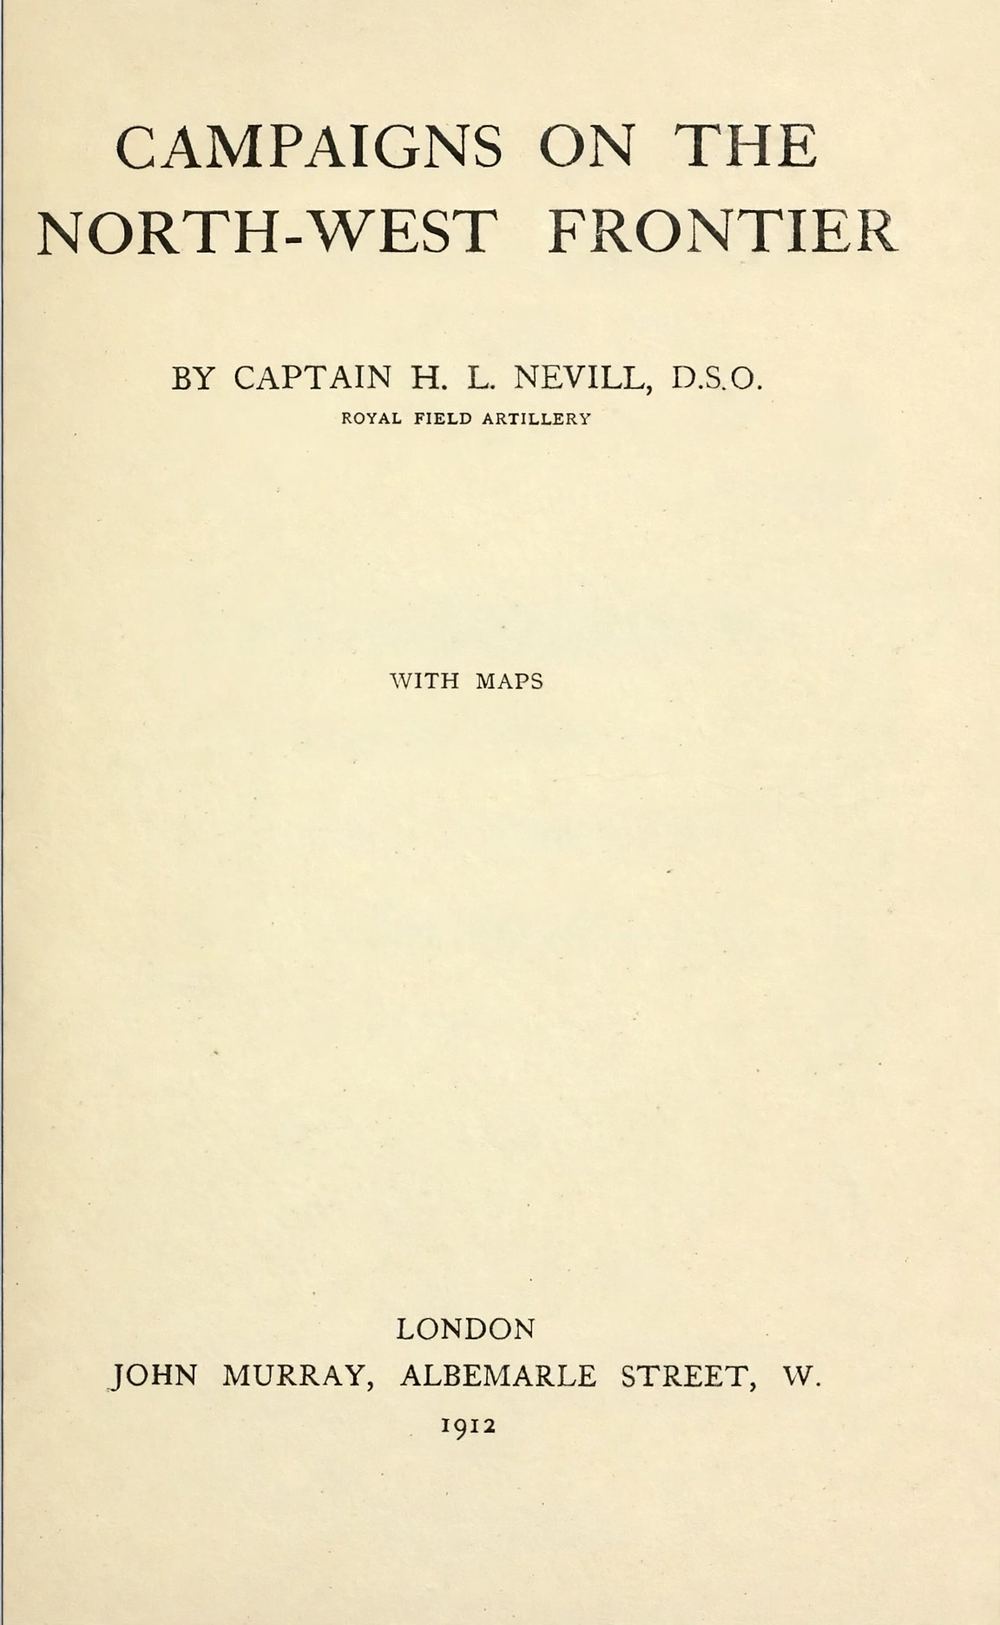 CAMPAIGNS ON THE
NORTH-WEST FRONTIER
BY CAPTAIN H. L. NEVILL, D.S.O.
ROYAL FIELD ARTILLERY
WITH MAPS
LONDON
JOHN MURRAY, ALBEMARLE STREET, W.
1912